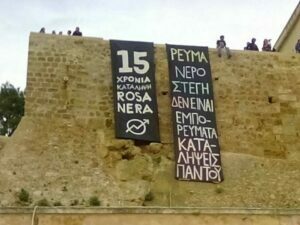 15
ΧΡΟΝΙΑ
ΚΑΤΑΛΗΨΗ
ROSA
NERA
ΡΕΥΜΑ
ΝΕΡΟ
ΣΤΕΓΗ
ΔΕΝ ΕΙΝΑΙ
ΕΜΠΟ-
ΡΕΥΜΑΤΑ
ΚΑΤΑ-
ΛΗΨΕΙΣ
ΠΑΝΤΟΥ